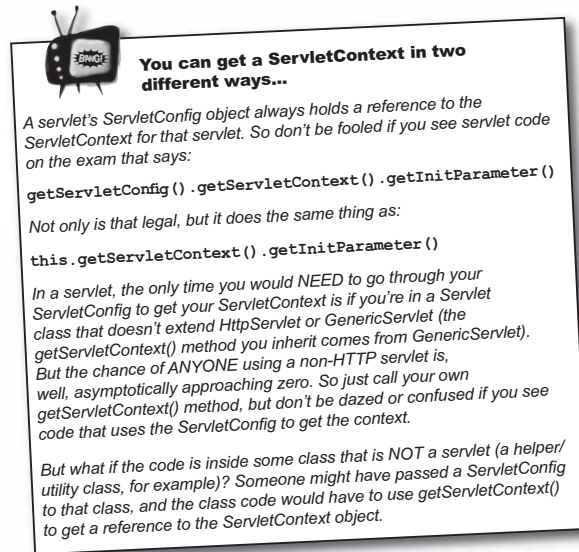 BANG!
You can get a ServletContext in two
different ways...
A servlet's ServletConfig object always holds a reference to the
ServletContext for that servlet. So don't be fooled if you see servlet code
on the exam that says:
getServletConfig().getServletContext().getInitParameter()
Not only is that legal, but it does the same thing as:
this.getServletContext().getInitParameter()
In a servlet, the only time you would NEED to go through your
ServletConfig to get your ServletContext is if you're in a Servlet
class that doesn't extend HttpServlet or GenericServlet (the
getServletContext() method you inherit comes from GenericServlet).
But the chance of ANYONE using a non-HTTP servlet is,
well, asymptotically approaching zero. So just call your own
getServletContext() method, but don't be dazed or confused if you see
code that uses the ServletConfig to get the context.
But what if the code is inside some class that is NOT a servlet (a helper/
utility class, for example)? Someone might have passed a ServletConfig
to that class, and the class code would have to use getServletContext()
to get a reference to the ServletContext object.